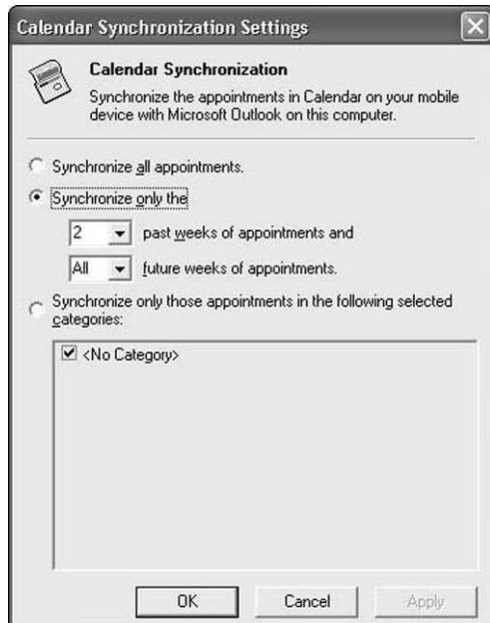 Calendar Synchronization Settings
Calendar Synchronization
Synchronize the appointments in Calendar on your mobile
device with Microsoft Outlook on this computer.
Synchronize all appointments.
Synchronize only the
2 past weeks of appointments and
All future weeks of appointments.
Synchronize only those appointments in the following selected
categories:
<No Category>
OK Cancel Apply